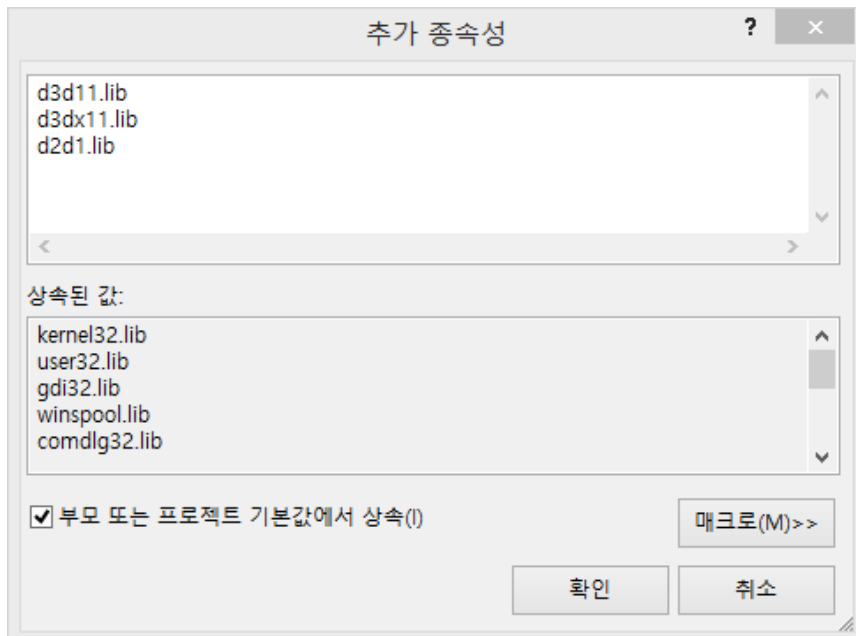 추가 종속성
?
×
d3d11.lib
d3dx11.lib
d2d1.lib
상속된 값:
kernel32.lib
user32.lib
gdi32.lib
winspool.lib
comdlg32.lib
부모 또는 프로젝트 기본값에서 상속(I)
매크로(M)>>
확인
취소